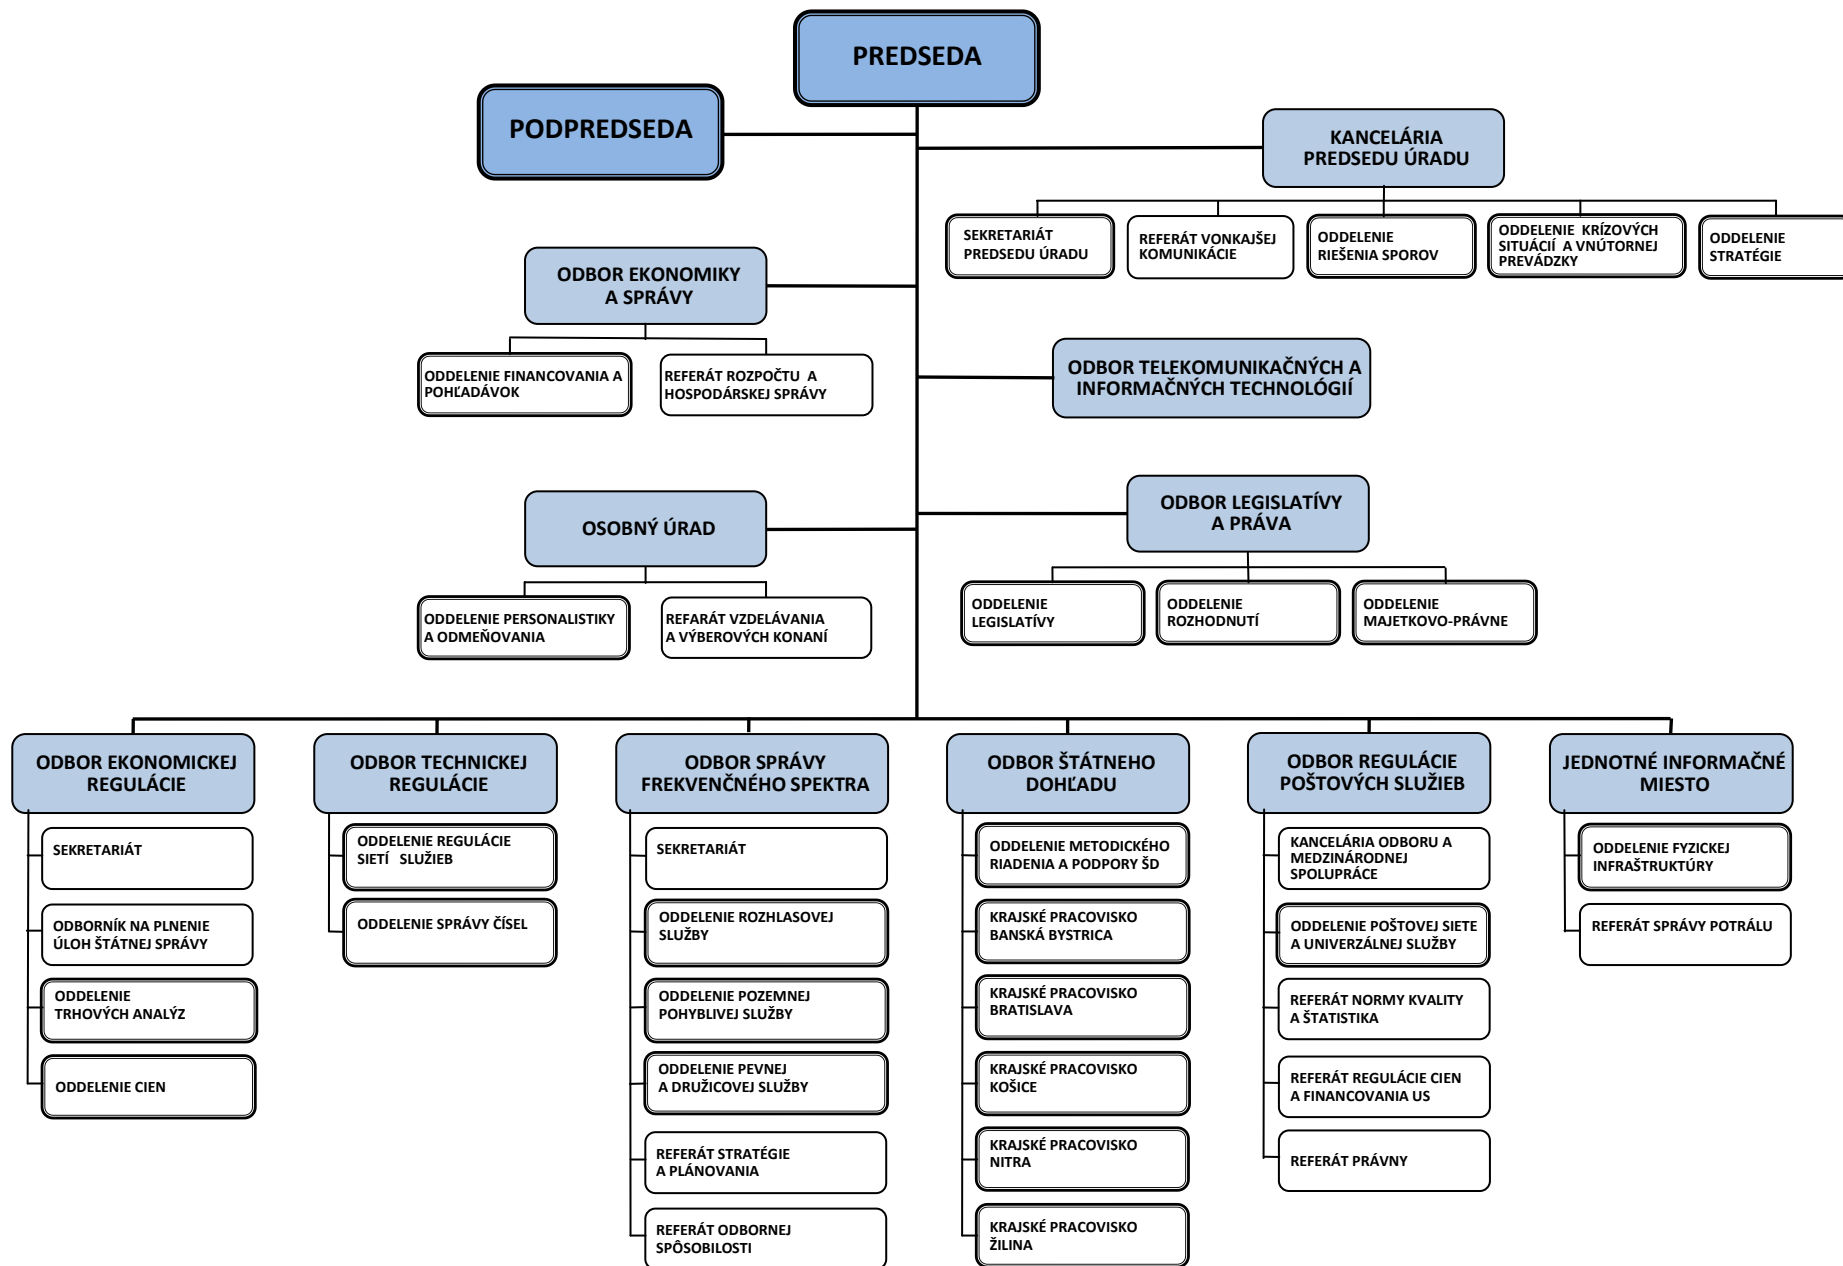 PREDSEDA
PODPREDSEDA
KANCELÁRIA
PREDSEDU ÚRADU
SEKRETARIÁT
PREDSEDU ÚRADU
REFERÁT VONKAJŠEJ
KOMUNIKÁCIE
ODDELENIE
RIEŠENIA SPOROV
ODDELENIE  KRÍZOVÝCH
SITUÁCIÍ  A VNÚTORNEJ
PREVÁDZKY
ODDELENIE
STRATÉGIE
ODBOR EKONOMIKY
A SPRÁVY
ODDELENIE FINANCOVANIA A
POHĽADÁVOK
REFERÁT ROZPOČTU  A
HOSPODÁRSKEJ SPRÁVY
ODBOR TELEKOMUNIKAČNÝCH A
INFORMAČNÝCH TECHNOLÓGIÍ
OSOBNÝ ÚRAD
ODDELENIE PERSONALISTIKY
A ODMEŇOVANIA
REFARÁT VZDELÁVANIA
A VÝBEROVÝCH KONANÍ
ODBOR LEGISLATÍVY
A PRÁVA
ODDELENIE
LEGISLATÍVY
ODDELENIE
ROZHODNUTÍ
ODDELENIE
MAJETKOVO-PRÁVNE
ODBOR EKONOMICKEJ
REGULÁCIE
SEKRETARIÁT
ODBORNÍK NA PLNENIE
ÚLOH ŠTÁTNEJ SPRÁVY
ODDELENIE
TRHOVÝCH ANALÝZ
ODDELENIE CIEN
ODBOR TECHNICKEJ
REGULÁCIE
ODDELENIE REGULÁCIE
SIETÍ   SLUŽIEB
ODDELENIE SPRÁVY ČÍSEL
ODBOR SPRÁVY
FREKVENČNÉHO SPEKTRA
SEKRETARIÁT
ODDELENIE ROZHLASOVEJ
SLUŽBY
ODDELENIE POZEMNEJ
POHYBLIVEJ SLUŽBY
ODDELENIE PEVNEJ
A DRUŽICOVEJ SLUŽBY
REFERÁT STRATÉGIE
A PLÁNOVANIA
REFERÁT ODBORNEJ
SPÔSOBILOSTI
ODBOR ŠTÁTNEHO
DOHĽADU
ODDELENIE METODICKÉHO
RIADENIA A PODPORY ŠD
KRAJSKÉ PRACOVISKO
BANSKÁ BYSTRICA
KRAJSKÉ PRACOVISKO
BRATISLAVA
KRAJSKÉ PRACOVISKO
KOŠICE
KRAJSKÉ PRACOVISKO
NITRA
KRAJSKÉ PRACOVISKO
ŽILINA
ODBOR REGULÁCIE
POŠTOVÝCH SLUŽIEB
KANCELÁRIA ODBORU A
MEDZINÁRODNEJ
SPOLUPRÁCE
ODDELENIE POŠTOVEJ SIETE
A UNIVERZÁLNEJ SLUŽBY
REFERÁT NORMY KVALITY
A ŠTATISTIKA
REFERÁT REGULÁCIE CIEN
A FINANCOVANIA US
REFERÁT PRÁVNY
JEDNOTNÉ INFORMAČNÉ
MIESTO
ODDELENIE FYZICKEJ
INFRAŠTRUKTÚRY
REFERÁT SPRÁVY POTRÁLU